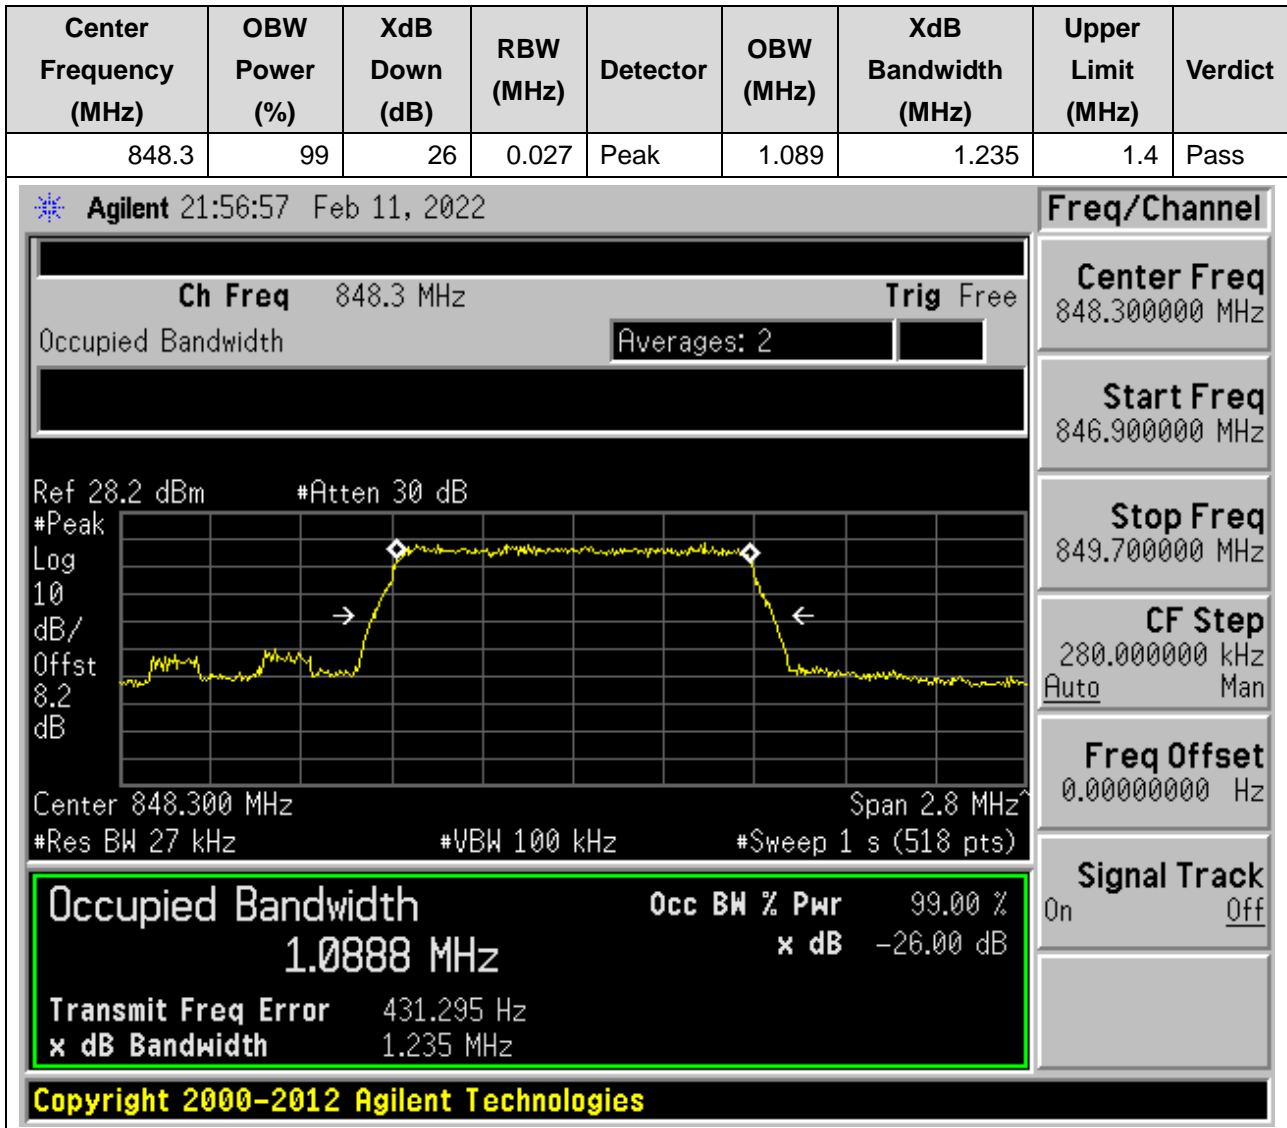 Center Frequency (MHz) OBW Power (%) XdB Down (dB) RBW (MHz) Detector OBW (MHz) XdB Bandwidth (MHz) Upper Limit (MHz) Verdict
848.3 99 26 0.027 Peak 1.089 1.235 1.4 Pass
Agilent 21:56:57 Feb 11, 2022
Ch Freq 848.3 MHz Trig Free
Occupied Bandwidth Averages: 2
Ref 28.2 dBm #Atten 30 dB
#Peak
Log
10
dB/
Offst
8.2
dB
Center 848.300 MHz Span 2.8 MHz^
#Res BW 27 kHz #VBW 100 kHz #Sweep 1 s (518 pts)
Occupied Bandwidth Occ BW % Pwr 99.00 %
1.0888 MHz x dB -26.00 dB
Transmit Freq Error 431.295 Hz
x dB Bandwidth 1.235 MHz
Copyright 2000-2012 Agilent Technologies
Freq/Channel
Center Freq
848.300000 MHz
Start Freq
846.900000 MHz
Stop Freq
849.700000 MHz
CF Step
280.000000 kHz
Auto Man
Freq Offset
0.00000000 Hz
Signal Track
On Off